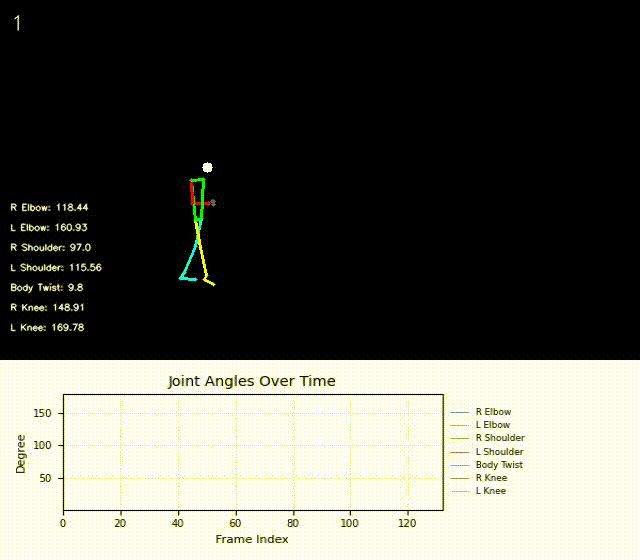 1
R Elbow: 118.44
L Elbow: 160.93
R Shoulder: 97.0
L Shoulder: 115.56
Body Twist: 9.8
R Knee: 148.91
L Knee: 169.78
Joint Angles Over Time
150
100
50
Degree
0 20 40 60 80 100 120
Frame Index
R Elbow
L Elbow
R Shoulder
L Shoulder
Body Twist
R Knee
L Knee